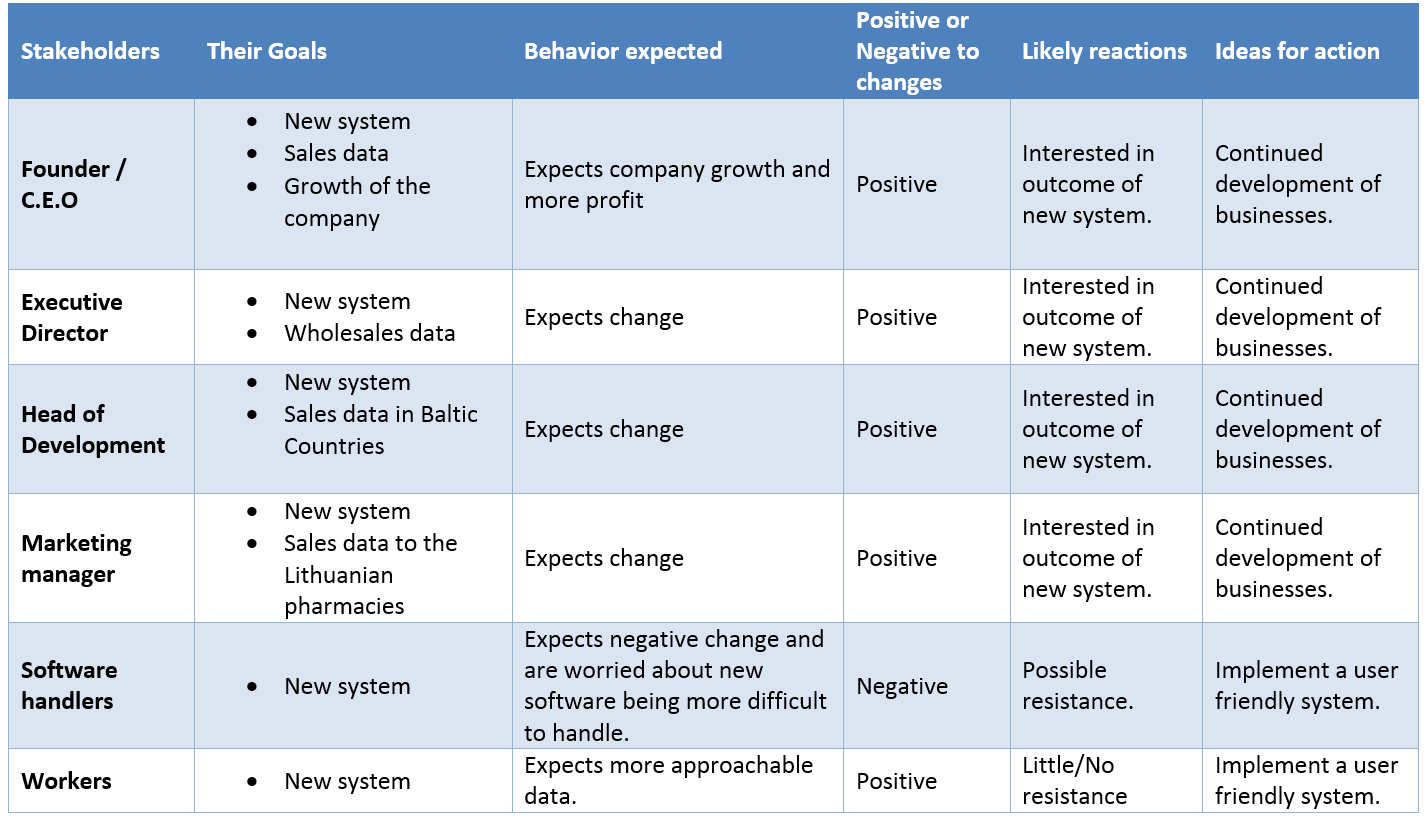 Stakeholders
Their Goals
Behavior expected
Positive or
Negative to
changes
Likely reactions
Ideas for action
Founder /
C.E.O
• New system
• Sales data
• Growth of the
company
Expects company growth and
more profit
Positive
Interested in
outcome of
new system.
Continued
development of
businesses.
Executive
Director
• New system
• Wholesales data
Expects change
Positive
Interested in
outcome of
new system.
Continued
development of
businesses.
Head of
Development
• New system
• Sales data in Baltic
Countries
Expects change
Positive
Interested in
outcome of
new system.
Continued
development of
businesses.
Marketing
manager
• New system
• Sales data to the
Lithuanian
pharmacies
Expects change
Positive
Interested in
outcome of
new system.
Continued
development of
businesses.
Software
handlers
• New system
Expects negative change and
are worried about new
software being more difficult
to handle.
Negative
Possible
resistance.
Implement a user
friendly system.
Workers
• New system
Expects more approachable
data.
Positive
Little/No
resistance
Implement a user
friendly system.